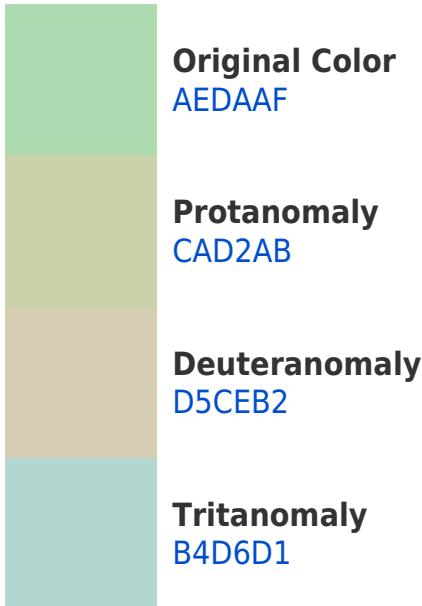 Original Color
AEDAAF
Protanomaly
CAD2AB
Deuteranomaly
D5CEB2
Tritanomaly
B4D6D1